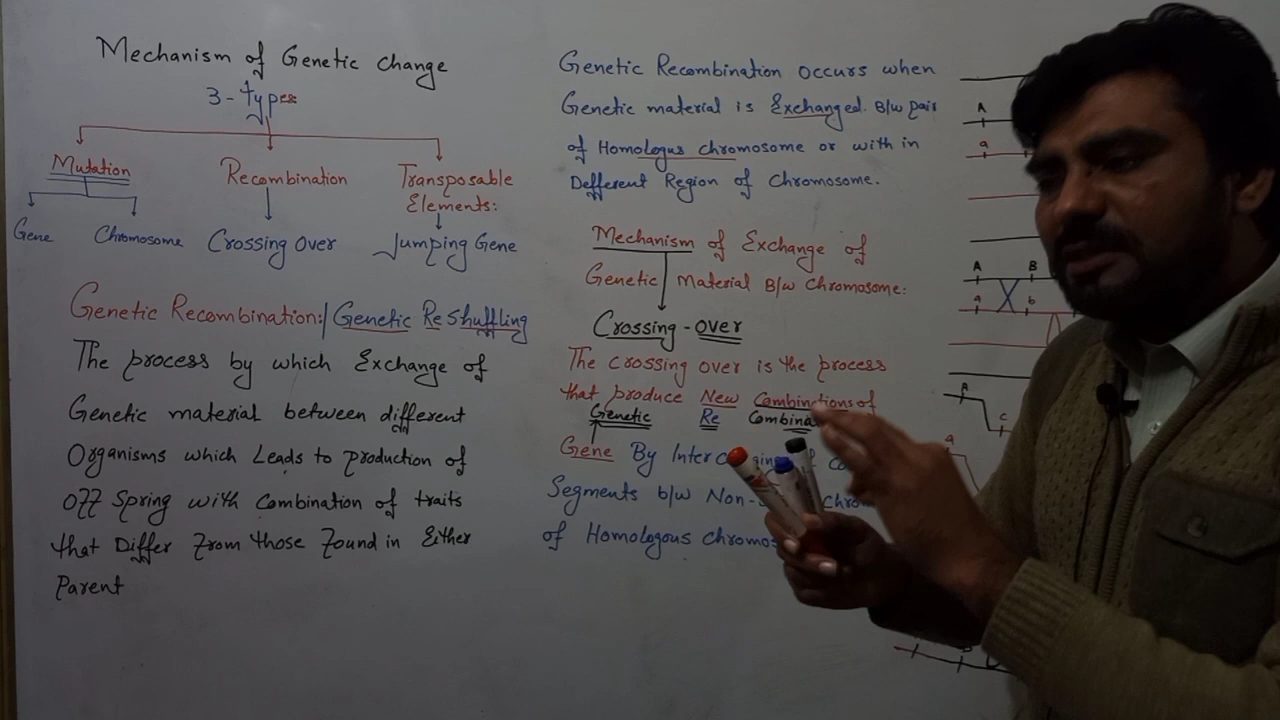 Mechanism of Genetic change
3-types
Mutation
Recombination
Transposable
Elements:
Gene
Chromosome
Crossing Over
Jumping Gene
Genetic Recombination:/Genetic ReShuffling
The process by which Exchange of
Genetic material between different
Organisms which Leads to production of
Off Spring with Combination of traits
that Differ From those Found in Either
Parent
Genetic Recombination occurs when
Genetic material is Exchanged. B/w pair
of Homologus chromosome or with in
Defferent Region of Chromosome.
Mechanism of Exchange of
Genetic Material B/w Chromosome:
Crossing-over
The crossing over is the process
that produce New Combinctions of
Genetic Re
Gene By
Segments b/w
of Homologous
A
a
A B
a b
A
c
a